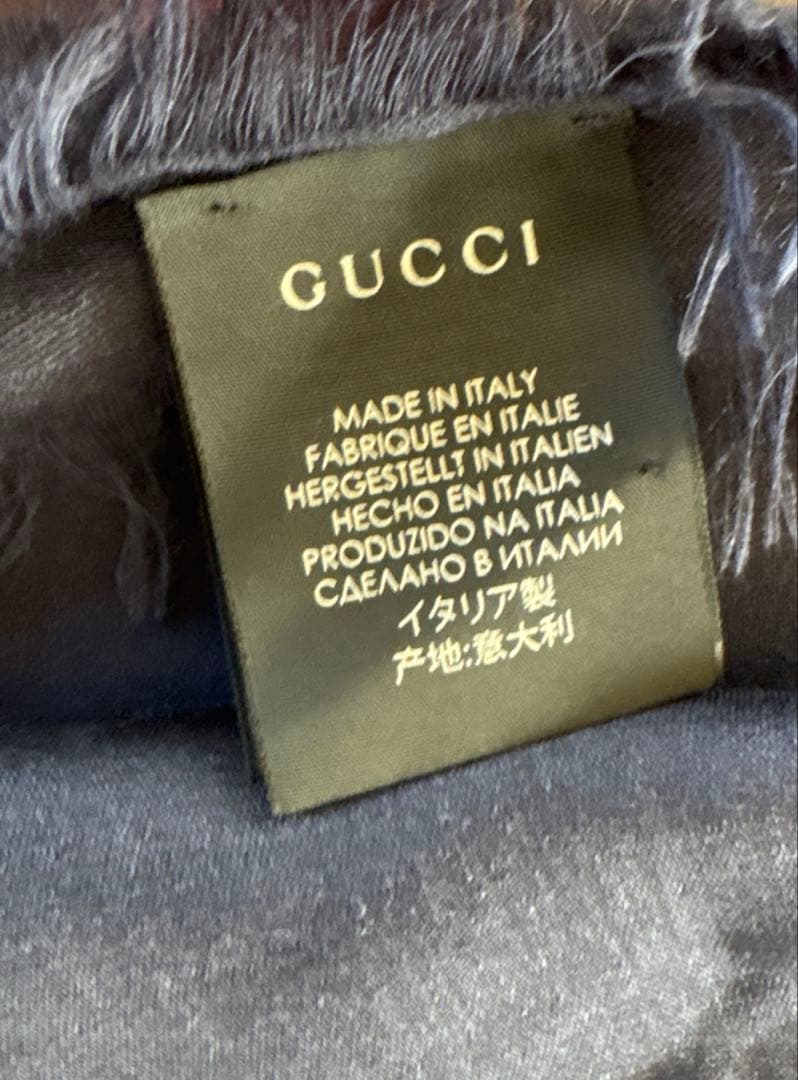 GUCCI
MADE IN ITALY
FABRIQUE EN ITALIE
HERGESTELLT IN ITALIEN
HECHO EN ITALIA
PRODUZIDO NA ITALIA
СДЕЛАНО В ИТАЛИИ
イタリア製
产地:意大利